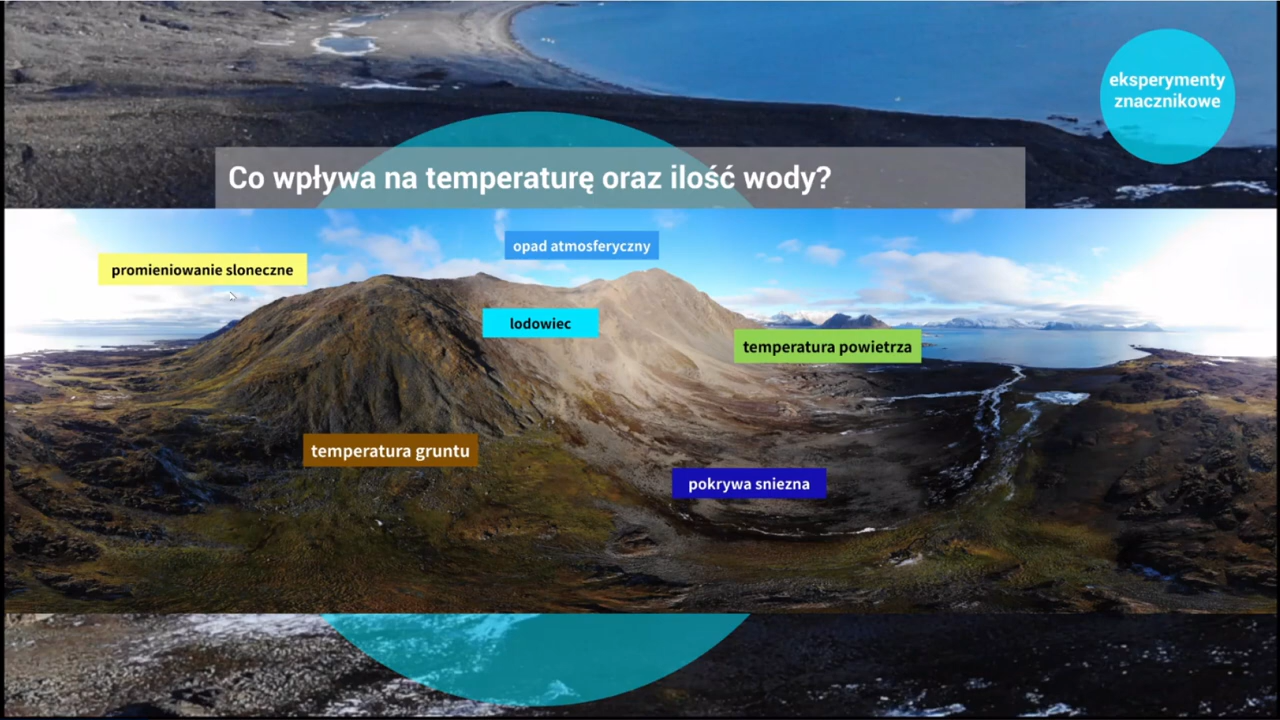 eksperymenty
znacznikowe
Co wpływa na temperaturę oraz ilość wody?
opad atmosferyczny
promieniowanie sloneczne
lodowiec
temperatura powietrza
temperatura gruntu
pokrywa sniezna